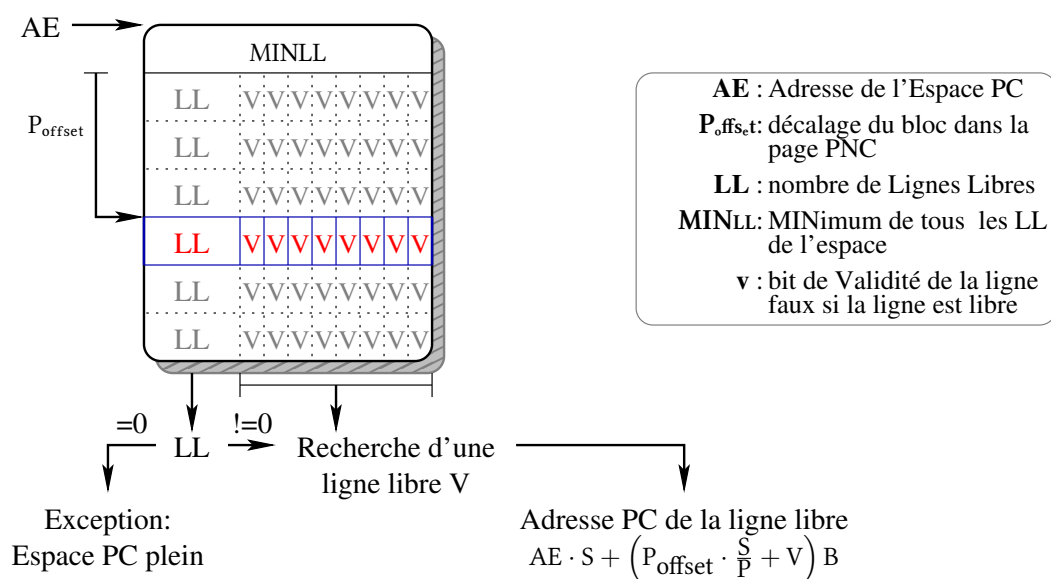 AE
MINLL
LL V V V V V V V V
LL V V V V V V V V
P_offset
LL V V V V V V V V
LL V V V V V V V V
LL V V V V V V V V
LL V V V V V V V V
AE : Adresse de l'Espace PC
P_offset: décalage du bloc dans la
page PNC
LL : nombre de Lignes Libres
MINLL: MINimum de tous les LL
de l'espace
v : bit de Validité de la ligne
faux si la ligne est libre
=0 LL !=0 Recherche d'une
ligne libre V
Exception:
Espace PC plein
Adresse PC de la ligne libre
AE · S + (P_offset · S/P + V) B